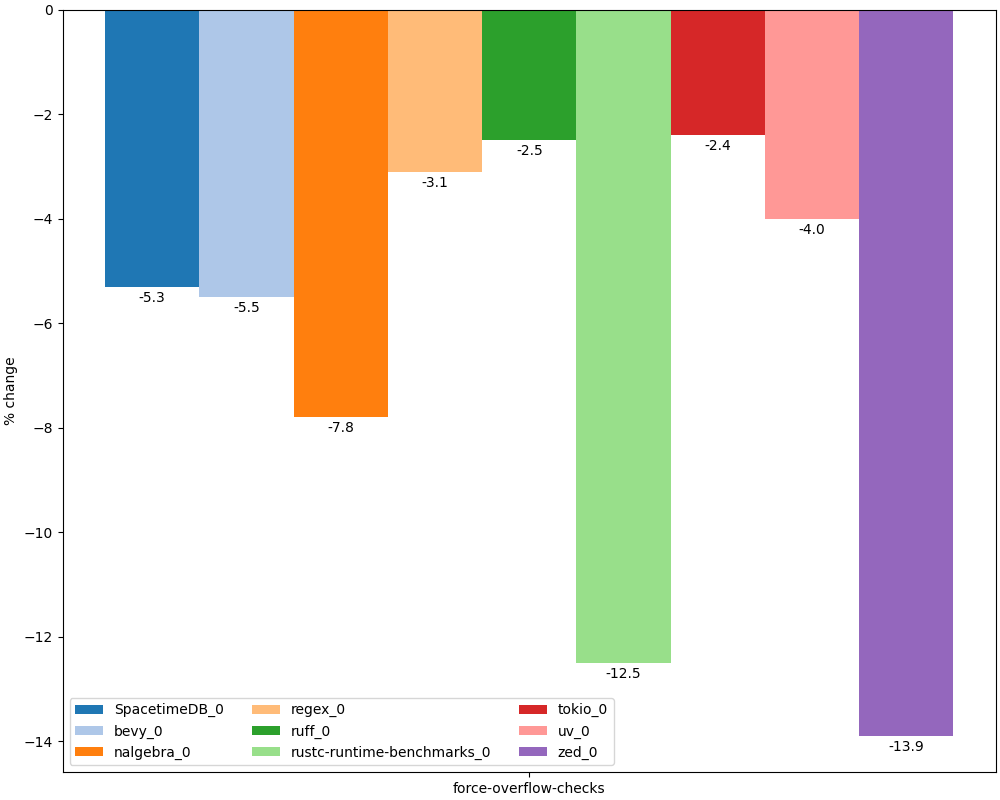 0
−2
−4
−6
−8
−10
−12
−14
% change
-5.3
-5.5
-7.8
-3.1
-2.5
-12.5
-2.4
-4.0
-13.9
SpacetimeDB_0
bevy_0
nalgebra_0
regex_0
ruff_0
rustc-runtime-benchmarks_0
tokio_0
uv_0
zed_0
force-overflow-checks